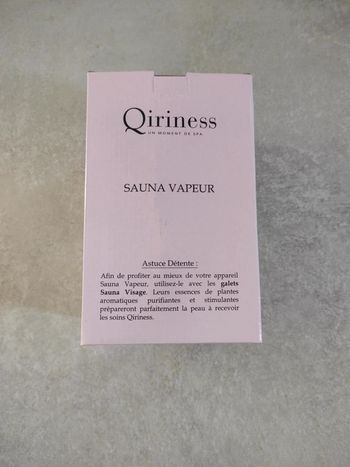 Qiriness
UN MOMENT DE SPA
SAUNA VAPEUR
Astuce Détente :
Afin de profiter au mieux de votre appareil
Sauna Vapeur, utilisez-le avec les galets
Sauna Visage. Leurs essences de plantes
aromatiques purifiantes et stimulantes
prépareront parfaitement la peau à recevoir
les soins Qiriness.